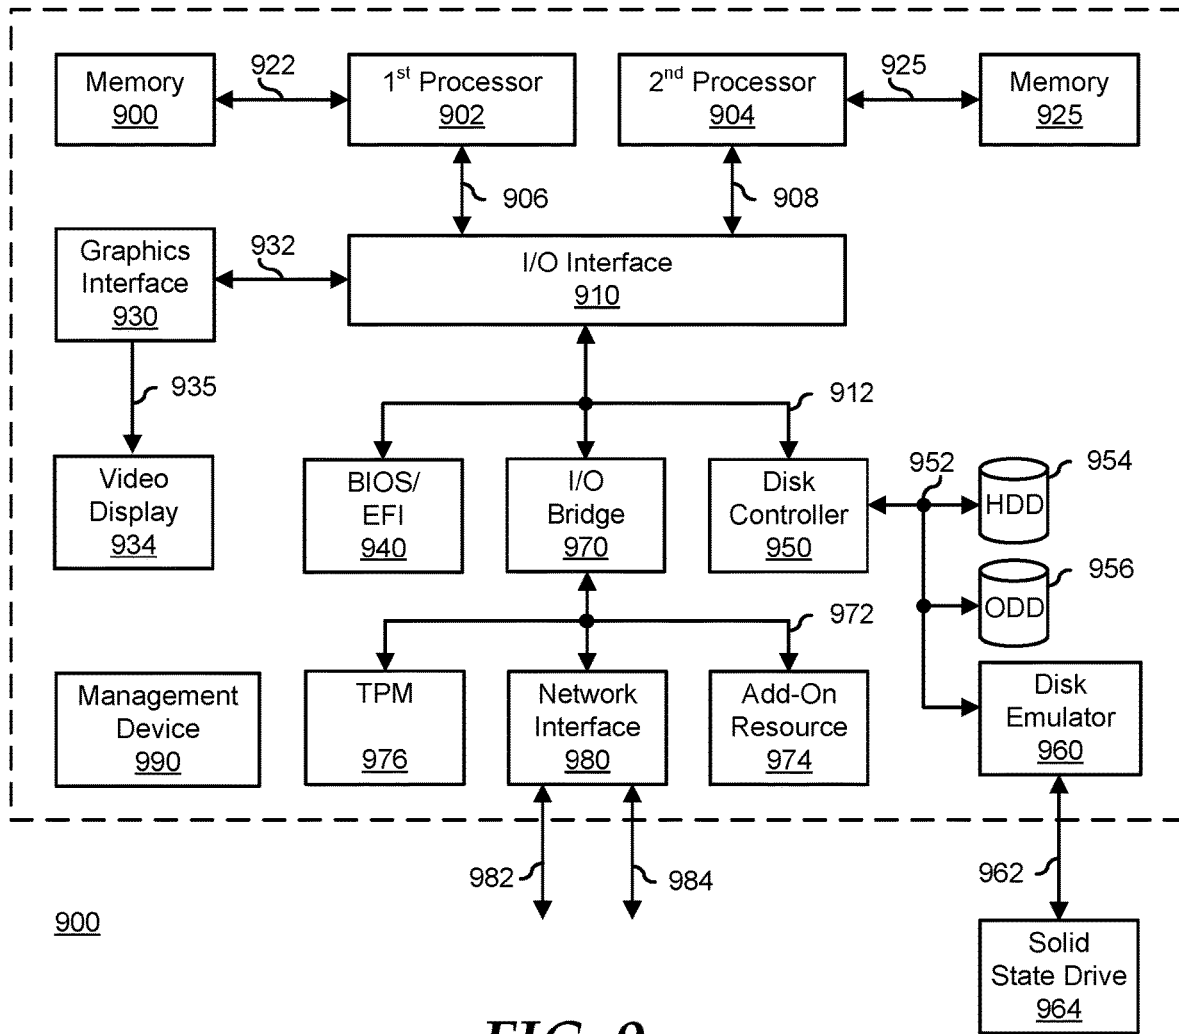 Memory
900
922
1st Processor
902
2nd Processor
904
925
Memory
925
906
908
Graphics
Interface
930
932
I/O Interface
910
935
912
Video
Display
934
BIOS/
EFI
940
I/O
Bridge
970
Disk
Controller
950
952
HDD
954
ODD
956
972
Management
Device
990
TPM
976
Network
Interface
980
Add-On
Resource
974
Disk
Emulator
960
982
984
962
900
Solid
State Drive
964
FIG. 9